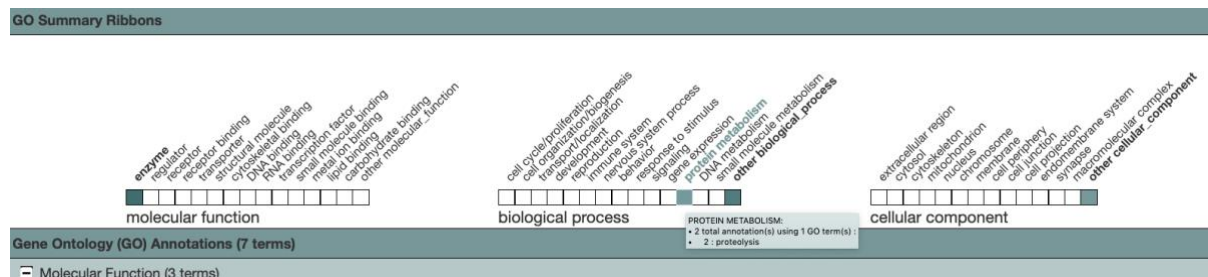 GO Summary Ribbons
enzyme
regulator
receptor
receptor binding
transporter
structural molecule
cytoskeletal binding
DNA binding
RNA binding
transcription factor
small molecule binding
metal ion binding
lipid binding
carbohydrate binding
other molecular_function
molecular function
cell cycle/proliferation
cell organization/biogenesis
transport/localization
development
reproduction
immune system
nervous system process
behavior
response to stimulus
signaling
gene expression
protein metabolism
DNA metabolism
small molecule metabolism
other biological_process
biological process
extracellular region
cytosol
cytoskeleton
mitochondrion
nucleus
chromosome
membrane
cell periphery
cell junction
cell projection
endomembrane system
synapse
macromolecular complex
other cellular_component
cellular component
PROTEIN METABOLISM:
• 2 total annotation(s) using 1 GO term(s) :
• 2 : proteolysis
Gene Ontology (GO) Annotations (7 terms)
Molecular Function (3 terms)